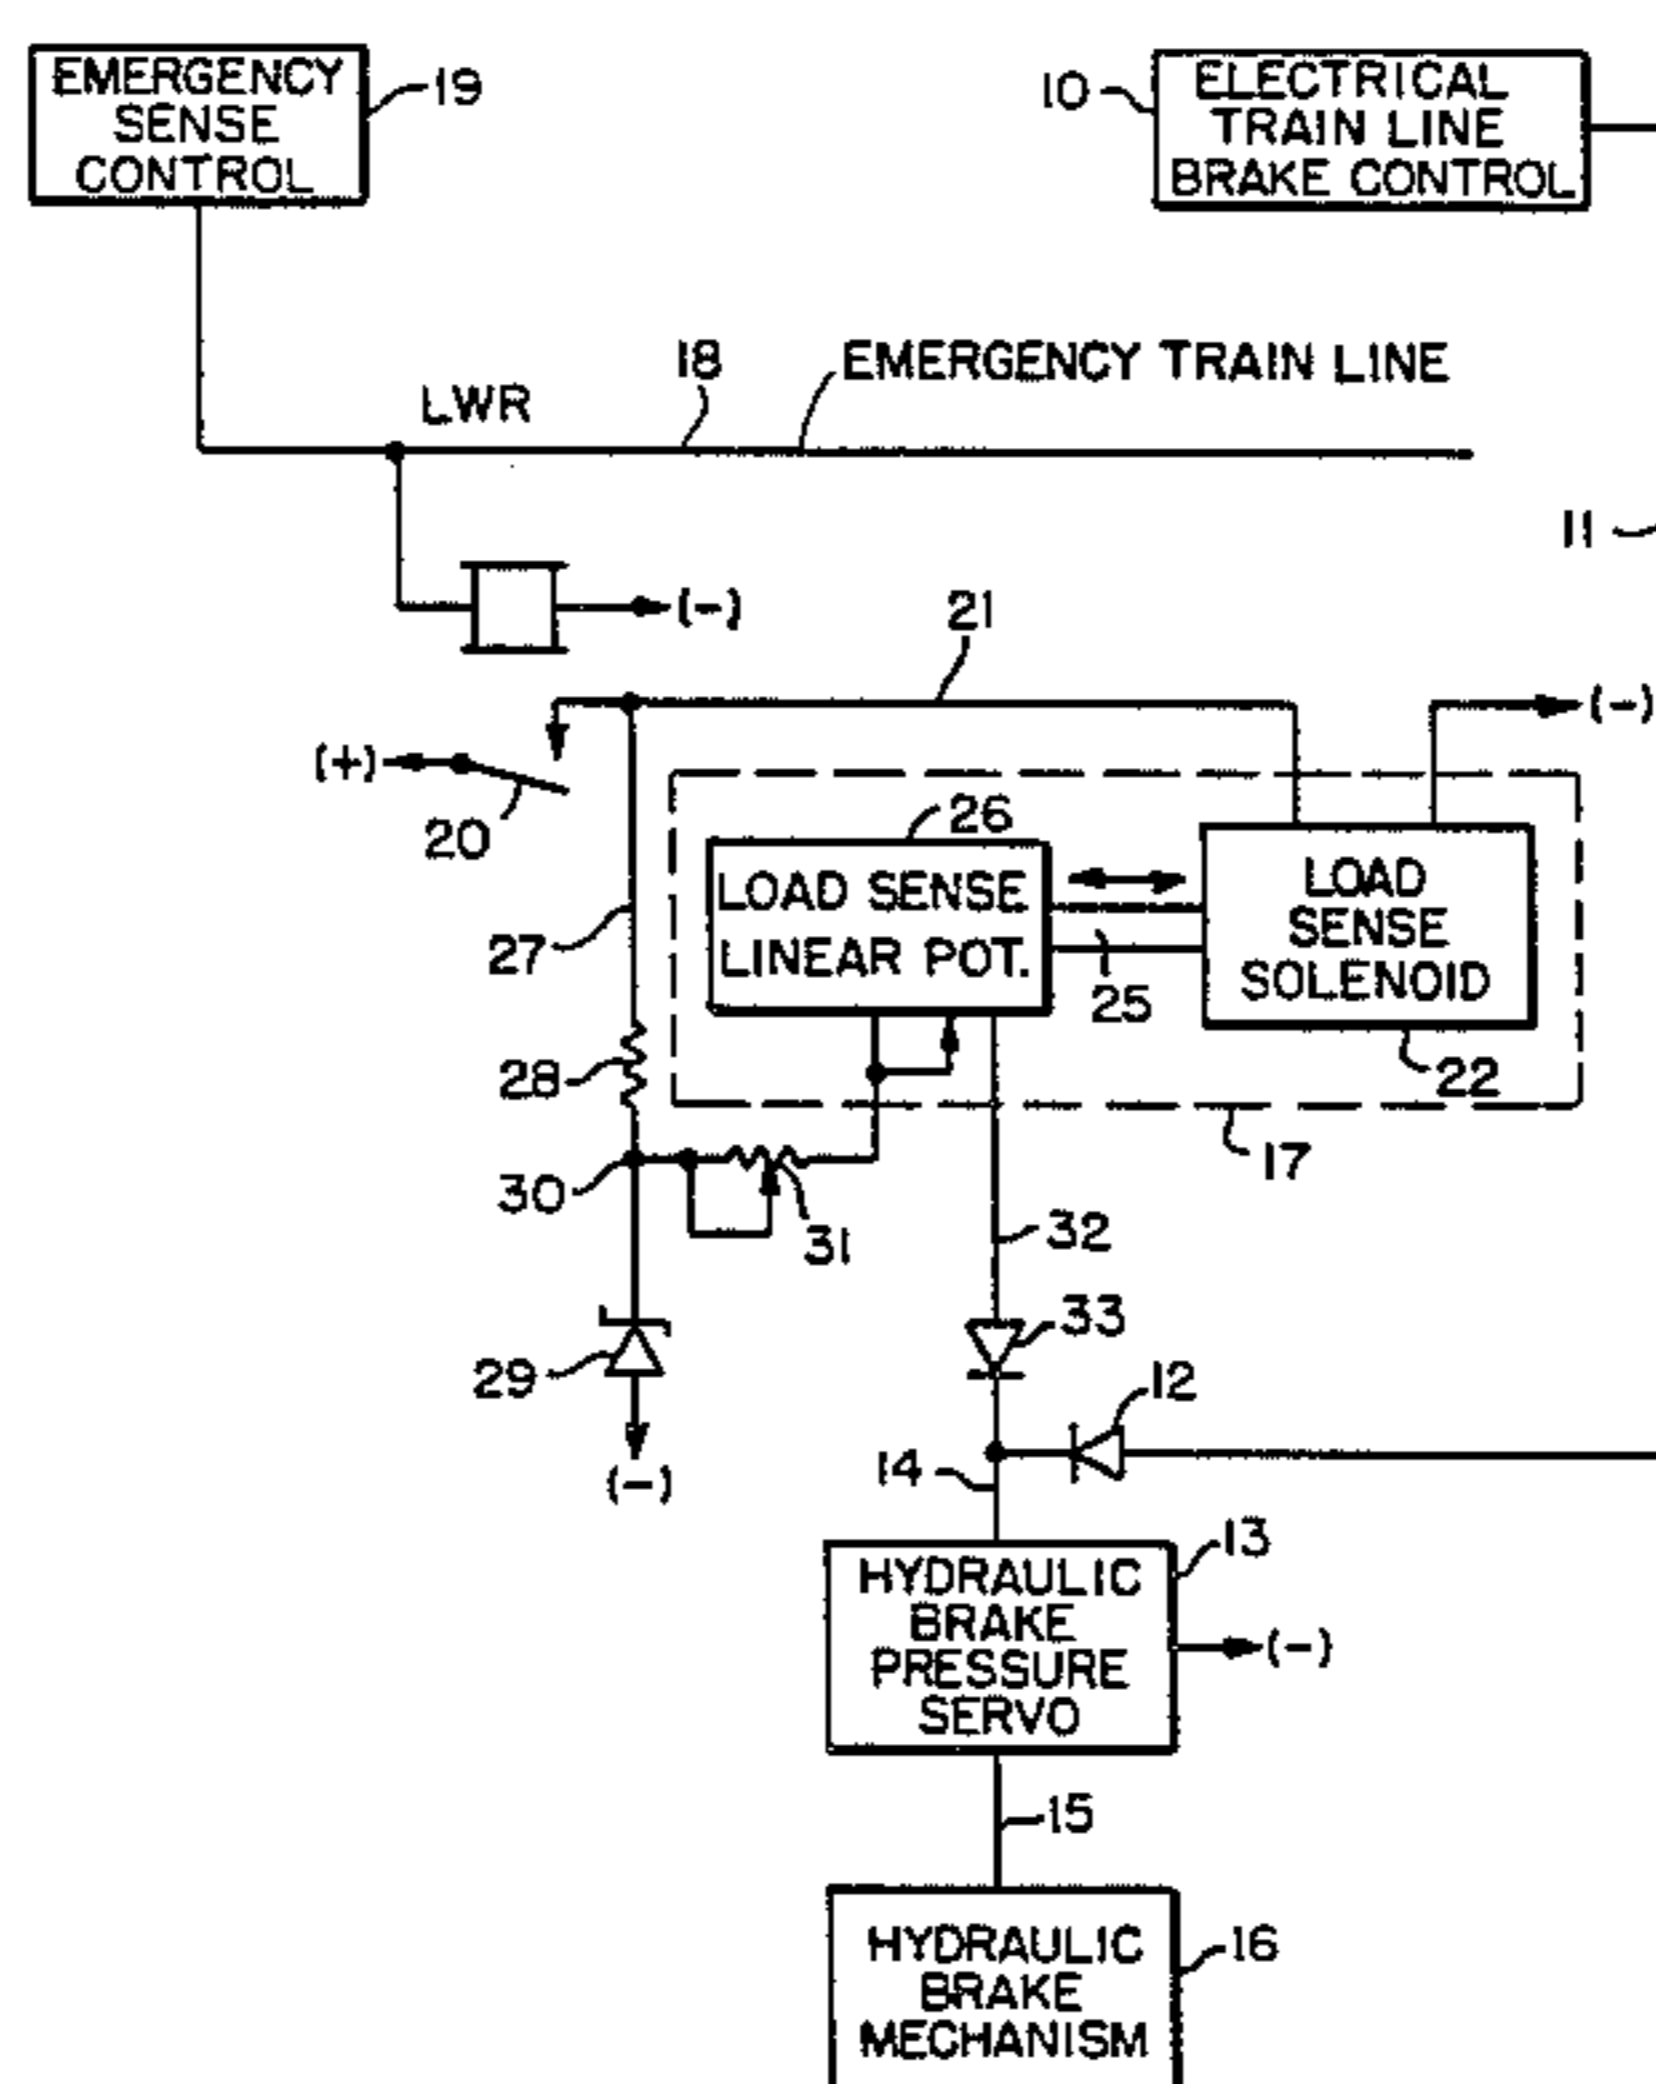 EMERGENCY
SENSE
CONTROL
19
10
ELECTRICAL
TRAIN LINE
BRAKE CONTROL
18
EMERGENCY TRAIN LINE
LWR
11
(-)
21
(-)
(+)
20
26
LOAD SENSE
LINEAR POT.
25
LOAD
SENSE
SOLENOID
22
27
28
17
30
31
32
33
29
12
(-)
14
13
HYDRAULIC
BRAKE
PRESSURE
SERVO
(-)
15
HYDRAULIC
BRAKE
MECHANISM
16